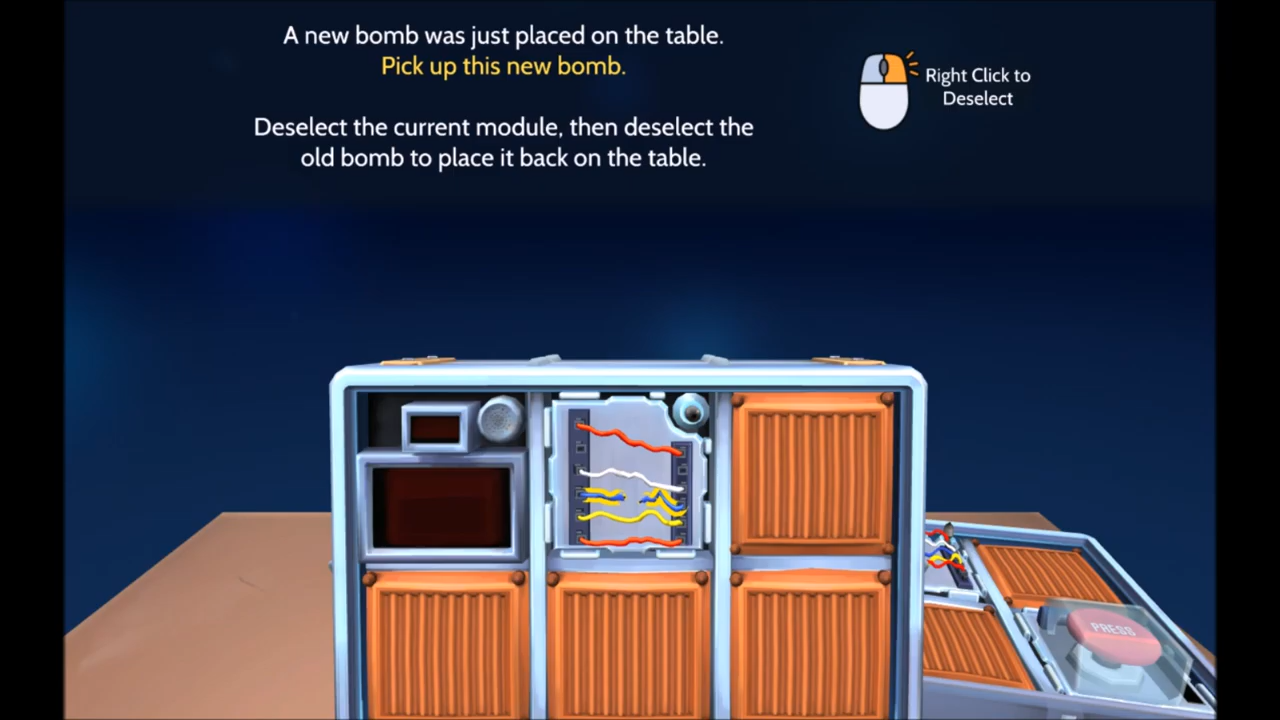 A new bomb was just placed on the table.
Pick up this new bomb.
Deselect the current module, then deselect the
old bomb to place it back on the table.
Right Click to
Deselect
PRESS